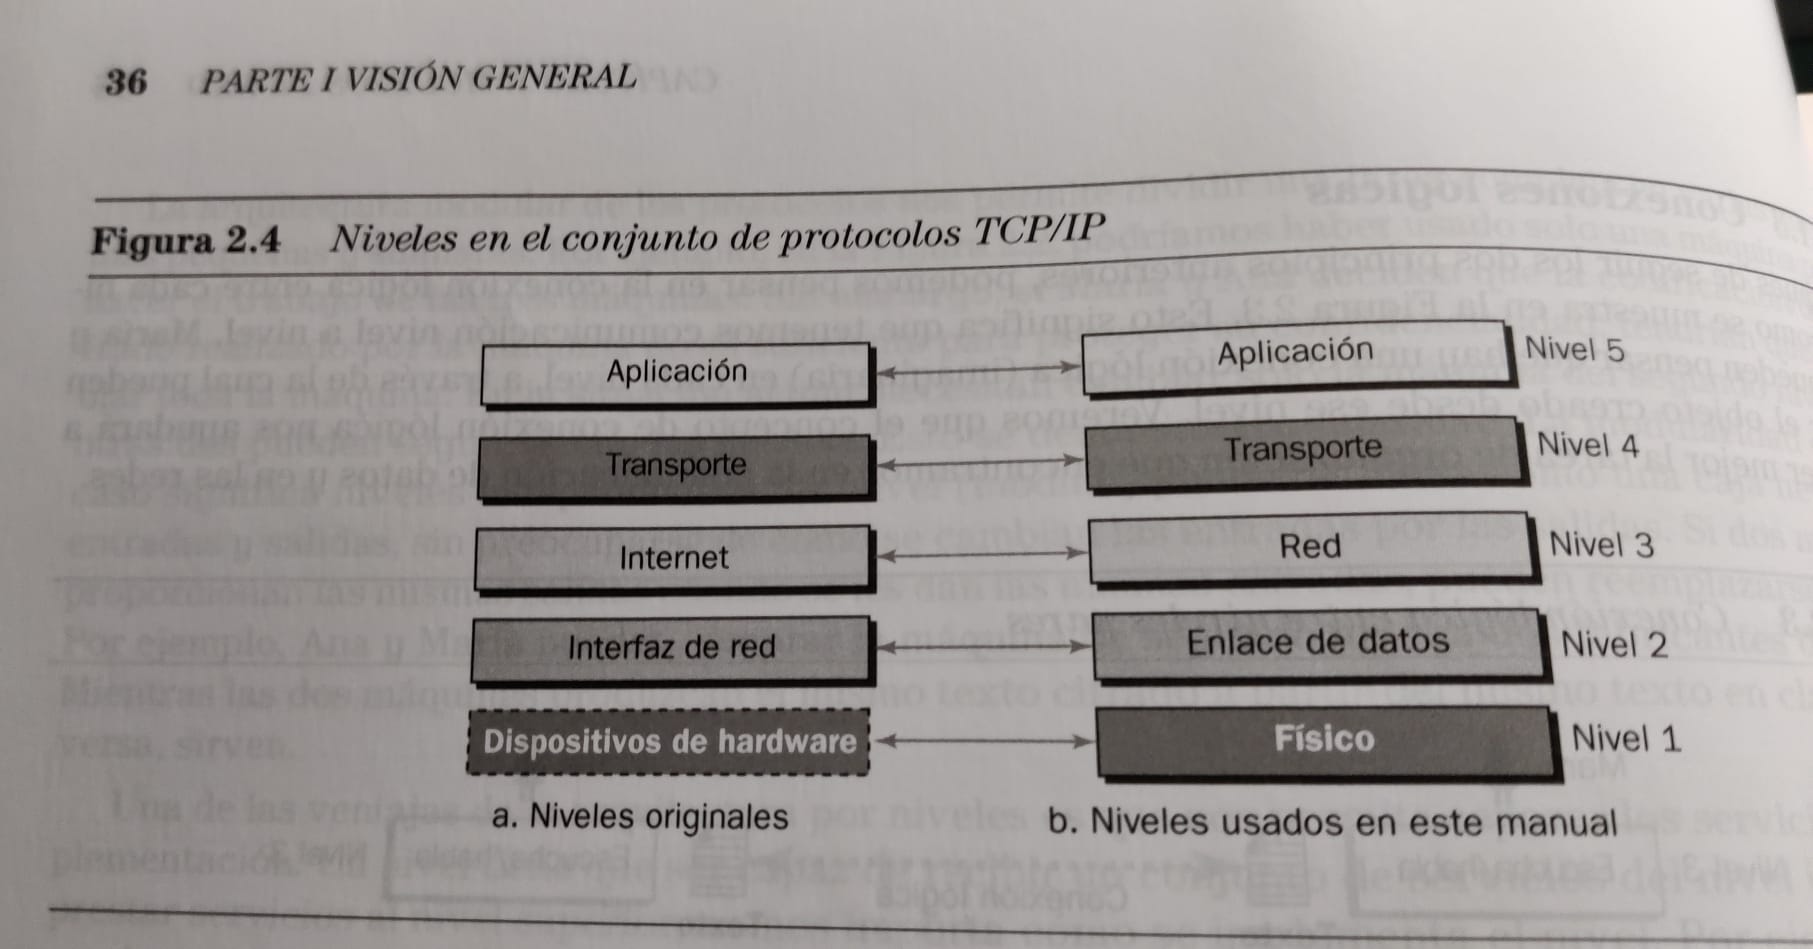 36 PARTE I VISIÓN GENERAL
Figura 2.4 Niveles en el conjunto de protocolos TCP/IP
Aplicación Aplicación Nivel 5
Transporte Transporte Nivel 4
Internet Red Nivel 3
Interfaz de red Enlace de datos Nivel 2
Dispositivos de hardware Físico Nivel 1
a. Niveles originales b. Niveles usados en este manual